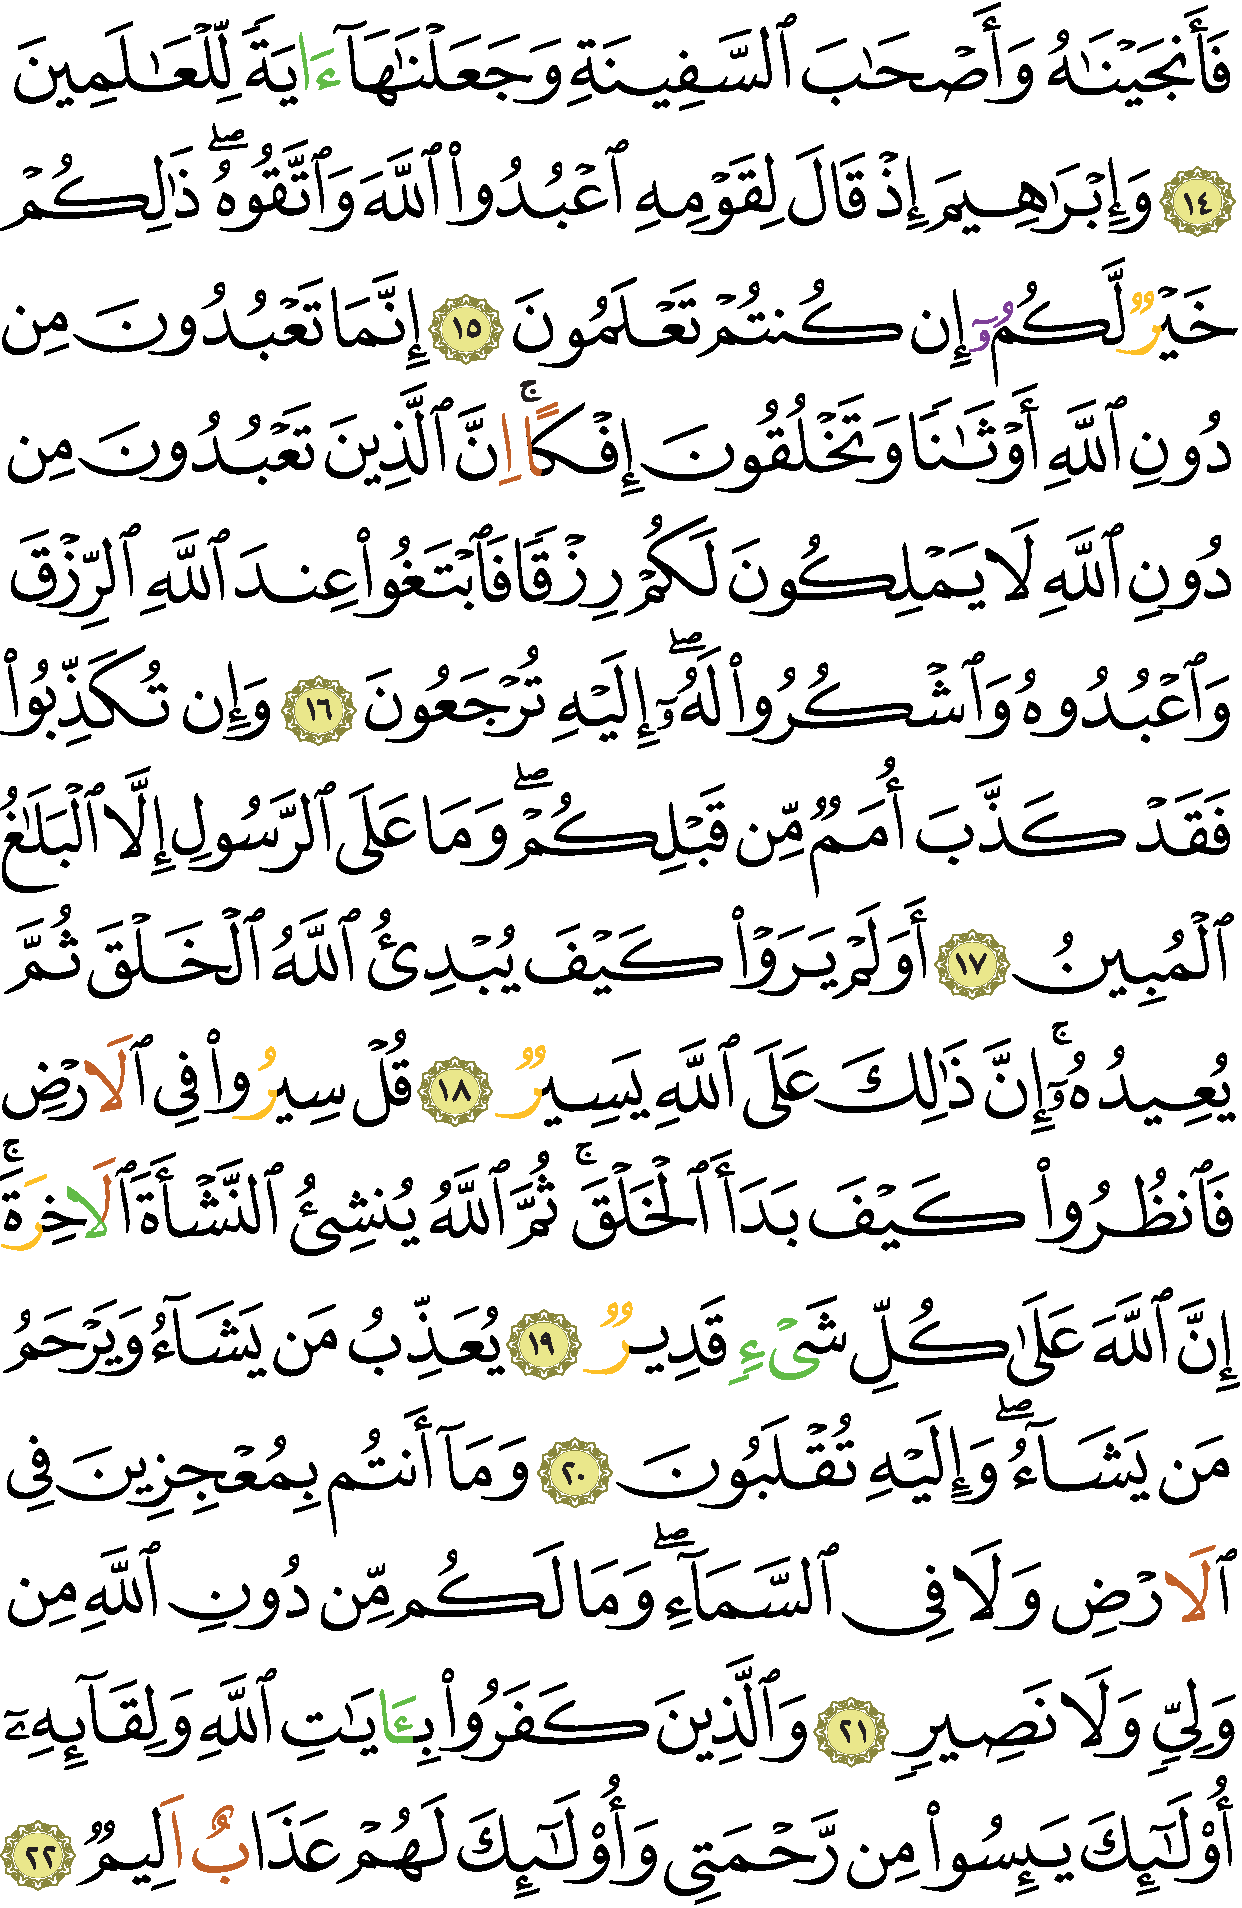 فَأَنجَيْنَـٰهُ وَأَصْحَـٰبَ ٱلسَّفِينَةِ وَجَعَلْنَـٰهَآ ءَايَةً لِّلْعَـٰلَمِينَ
١٤ وَإِبْرَٰهِيمَ إِذْ قَالَ لِقَوْمِهِ ٱعْبُدُوا۟ ٱللَّهَ وَٱتَّقُوهُۖ ذَٰلِكُمْ
خَيْرٌ لَّكُمُۥٓ إِن كُنتُمْ تَعْلَمُونَ ١٥ إِنَّمَا تَعْبُدُونَ مِن
دُونِ ٱللَّهِ أَوْثَـٰنًا وَتَخْلُقُونَ إِفْكًاۚ اِنَّ ٱلَّذِينَ تَعْبُدُونَ مِن
دُونِ ٱللَّهِ لَا يَمْلِكُونَ لَكُمْ رِزْقًا فَٱبْتَغُوا۟ عِندَ ٱللَّهِ ٱلرِّزْقَ
وَٱعْبُدُوهُ وَٱشْكُرُوا۟ لَهُۥٓۖ إِلَيْهِ تُرْجَعُونَ ١٦ وَإِن تُكَذِّبُوا۟
فَقَدْ كَذَّبَ أُمَمٌ مِّن قَبْلِكُمْۖ وَمَا عَلَى ٱلرَّسُولِ إِلَّا ٱلْبَلَـٰغُ
ٱلْمُبِينُ ١٧ أَوَلَمْ يَرَوْا۟ كَيْفَ يُبْدِئُ ٱللَّهُ ٱلْخَلْقَ ثُمَّ
يُعِيدُهُۥٓۚ إِنَّ ذَٰلِكَ عَلَى ٱللَّهِ يَسِيرٌ ١٨ قُلْ سِيرُوا۟ فِى ٱلَارْضِ
فَٱنظُرُوا۟ كَيْفَ بَدَأَ ٱلْخَلْقَۚ ثُمَّ ٱللَّهُ يُنشِئُ ٱلنَّشْأَةَ ٱلَاخِرَةَۚ
إِنَّ ٱللَّهَ عَلَىٰ كُلِّ شَىْءٍ قَدِيرٌ ١٩ يُعَذِّبُ مَن يَشَآءُ وَيَرْحَمُ
مَن يَشَآءُۖ وَإِلَيْهِ تُقْلَبُونَ ٢٠ وَمَآ أَنتُم بِمُعْجِزِينَ فِى
ٱلَارْضِ وَلَا فِى ٱلسَّمَآءِۖ وَمَا لَكُم مِّن دُونِ ٱللَّهِ مِن
وَلِىٍّ وَلَا نَصِيرٍ ٢١ وَٱلَّذِينَ كَفَرُوا۟ بِـَٔايَـٰتِ ٱللَّهِ وَلِقَآئِهِۦٓ
أُو۟لَـٰٓئِكَ يَئِسُوا۟ مِن رَّحْمَتِى وَأُو۟لَـٰٓئِكَ لَهُمْ عَذَابٌ اَلِيمٌ ٢٢